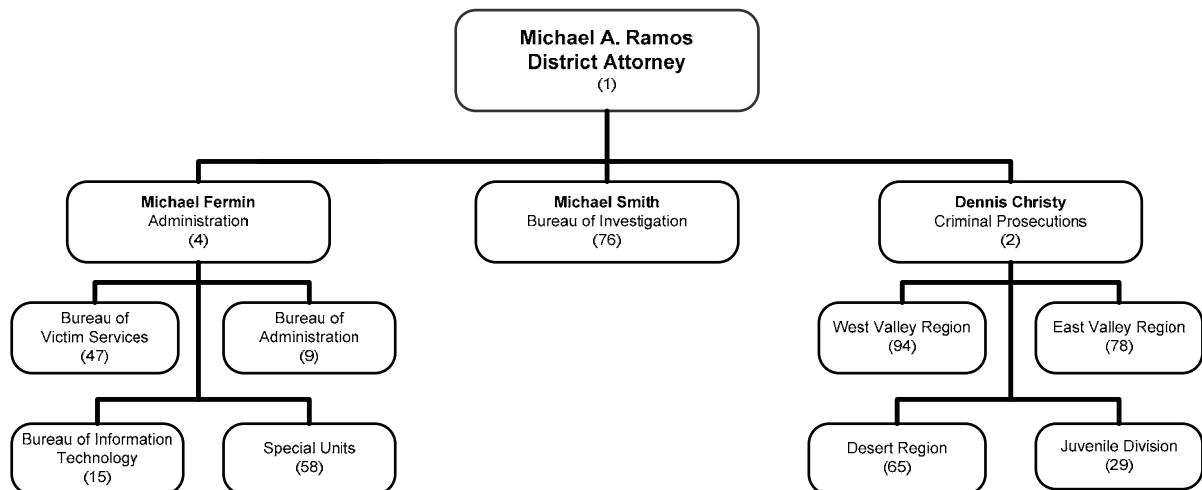 Michael A. Ramos
District Attorney
(1)
Michael Fermin
Administration
(4)
Michael Smith
Bureau of Investigation
(76)
Dennis Christy
Criminal Prosecutions
(2)
Bureau of
Victim Services
(47)
Bureau of
Administration
(9)
West Valley Region
(94)
East Valley Region
(78)
Bureau of Information
Technology
(15)
Special Units
(58)
Desert Region
(65)
Juvenile Division
(29)